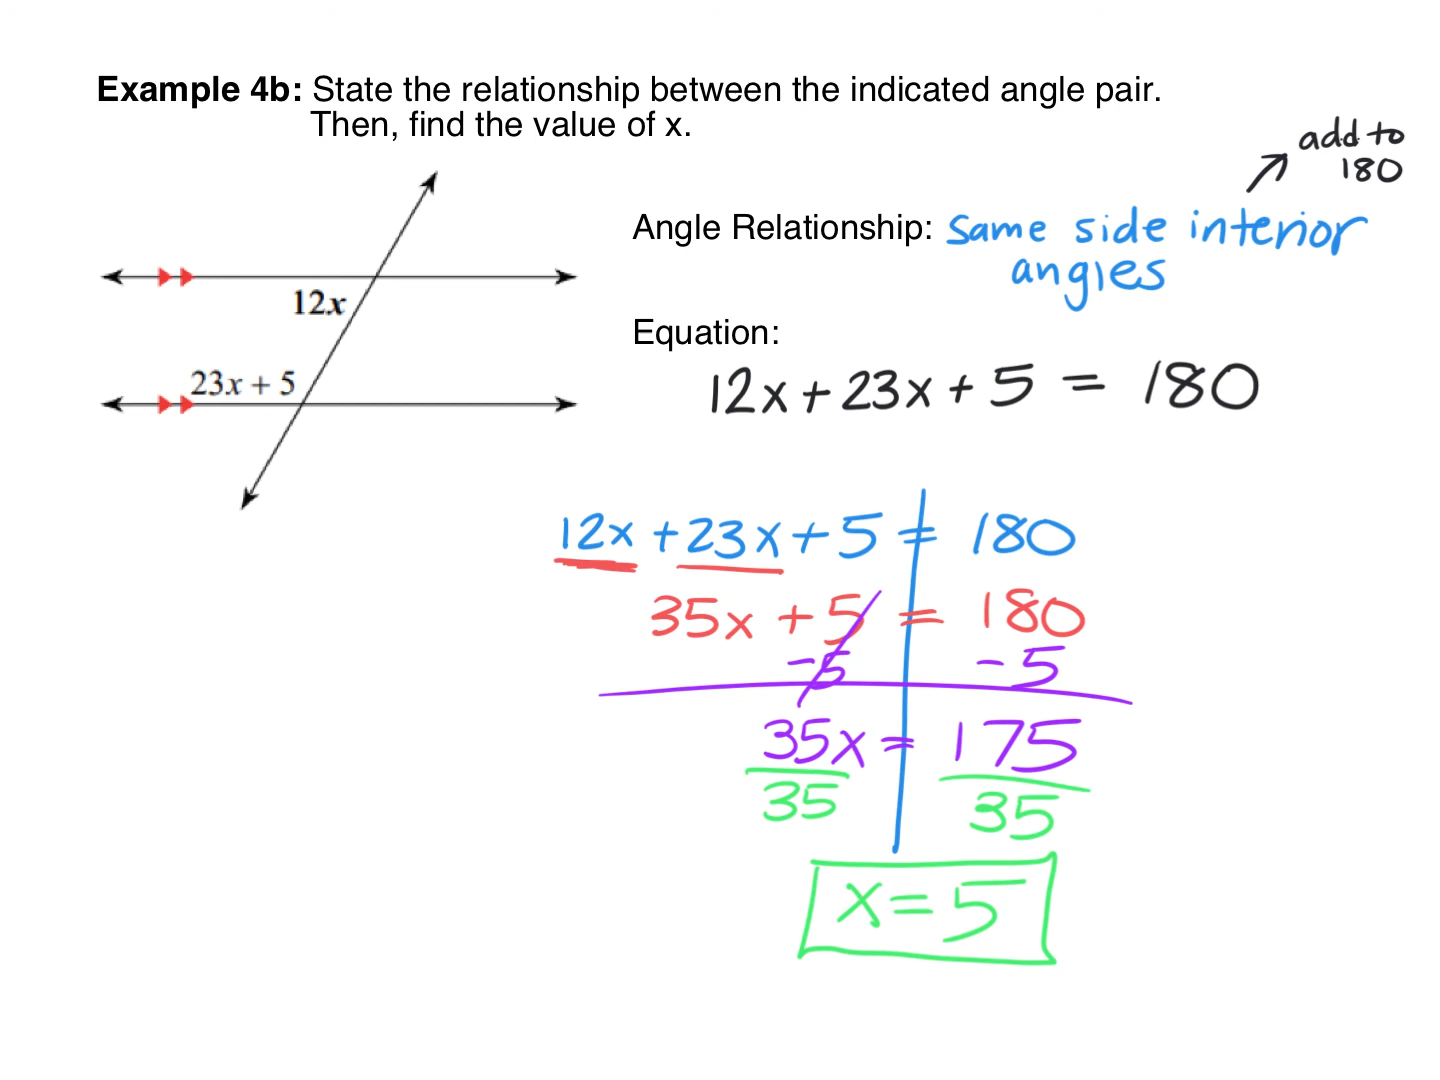 Example 4b: State the relationship between the indicated angle pair.
Then, find the value of x.
add to
180
Angle Relationship: Same side interior
angles
12x
Equation:
23x + 5
12x + 23x + 5 = 180
12x + 23x + 5 = 180
35x + 5 = 180
-5 -5
35x = 175
35 35
x = 5